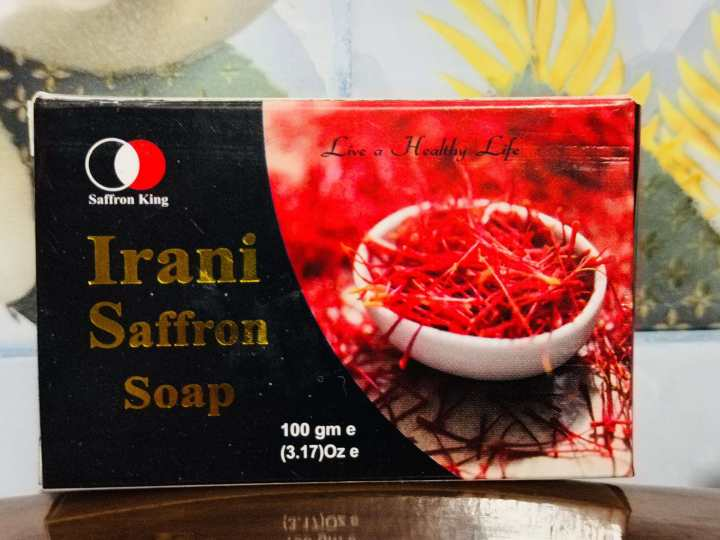 Live a Healthy Life
Saffron King
Irani
Saffron
Soap
100 gm e
(3.17)Oz e